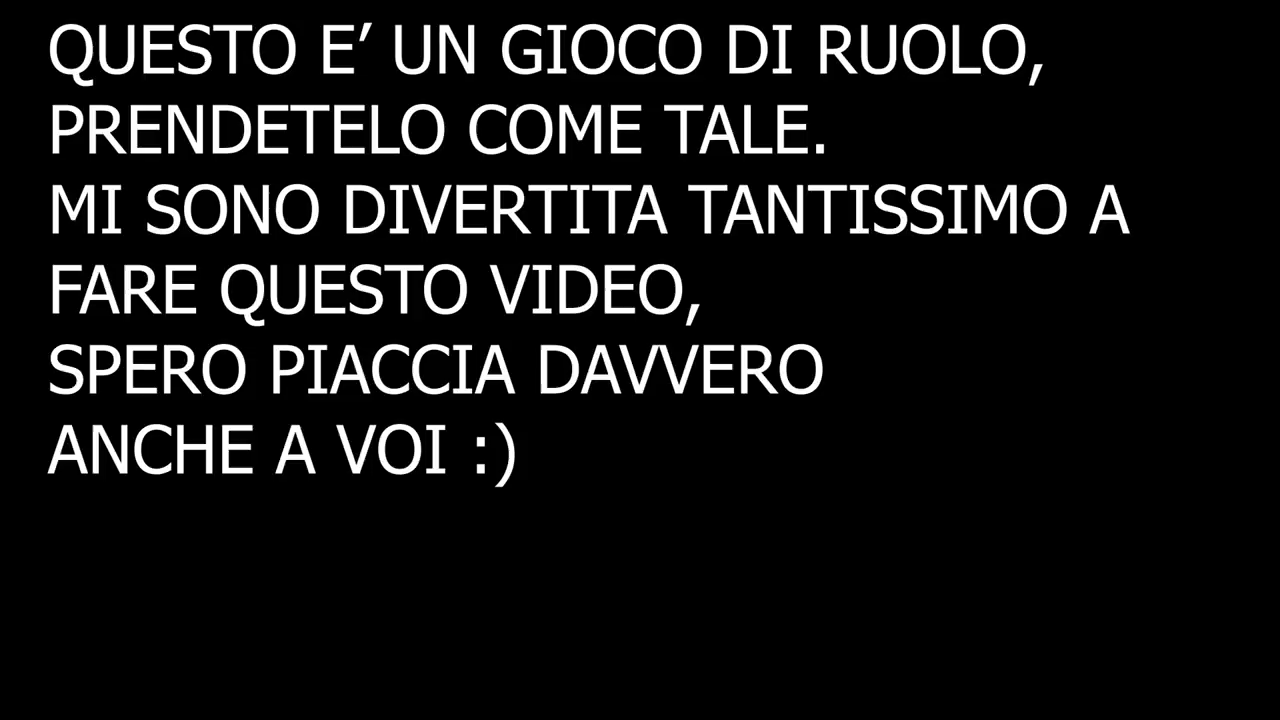 QUESTO E’ UN GIOCO DI RUOLO,
PRENDETELO COME TALE.
MI SONO DIVERTITA TANTISSIMO A
FARE QUESTO VIDEO,
SPERO PIACCIA DAVVERO
ANCHE A VOI :)